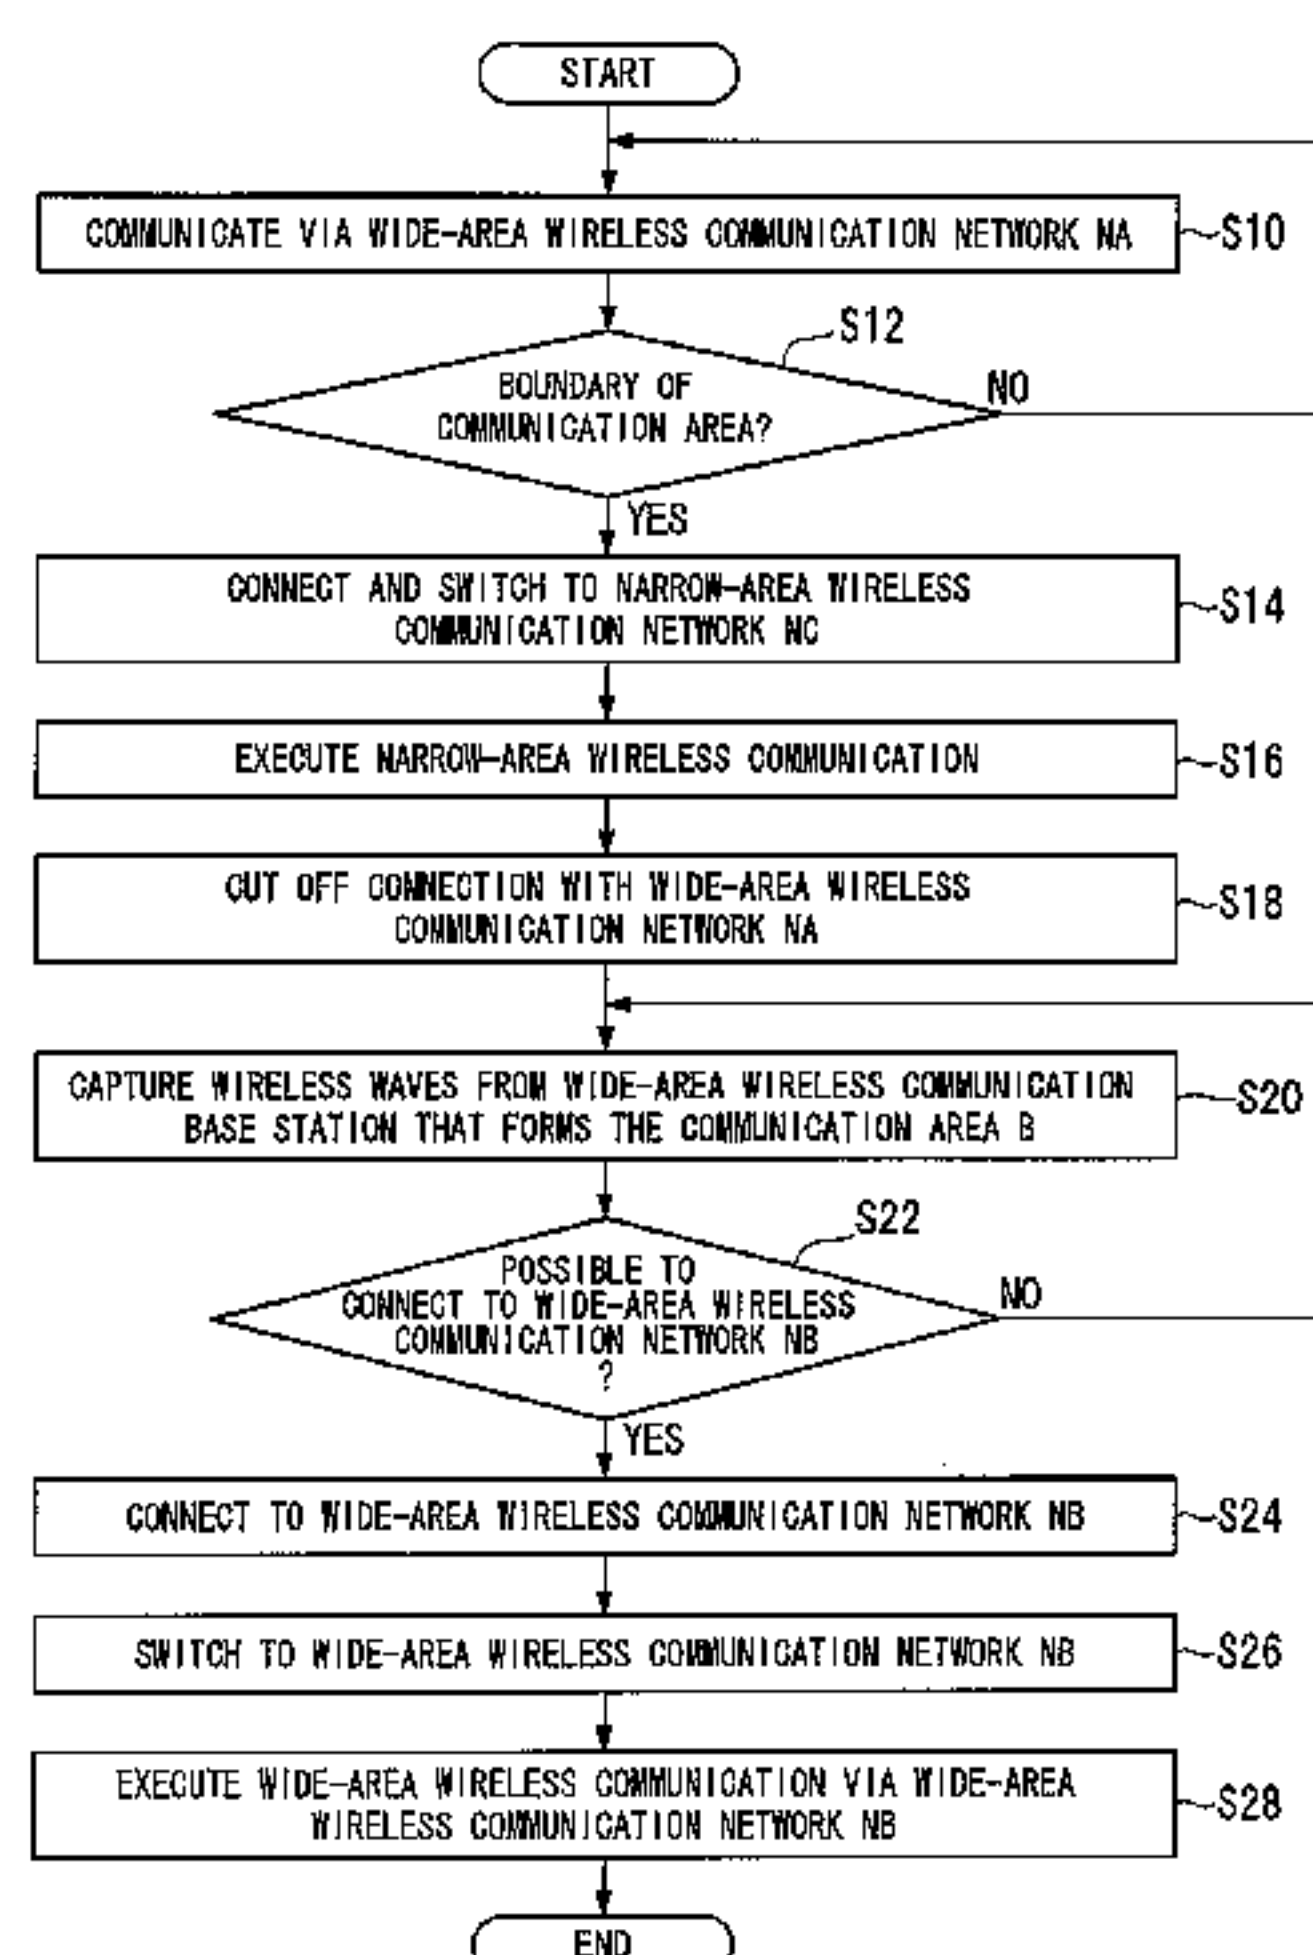 START
COMMUNICATE VIA WIDE-AREA WIRELESS COMMUNICATION NETWORK NA
S10
S12
BOUNDARY OF
COMMUNICATION AREA?
NO
YES
CONNECT AND SWITCH TO NARROW-AREA WIRELESS
COMMUNICATION NETWORK NC
S14
EXECUTE NARROW-AREA WIRELESS COMMUNICATION
S16
CUT OFF CONNECTION WITH WIDE-AREA WIRELESS
COMMUNICATION NETWORK NA
S18
CAPTURE WIRELESS WAVES FROM WIDE-AREA WIRELESS COMMUNICATION
BASE STATION THAT FORMS THE COMMUNICATION AREA B
S20
S22
POSSIBLE TO
CONNECT TO WIDE-AREA WIRELESS
COMMUNICATION NETWORK NB
?
NO
YES
CONNECT TO WIDE-AREA WIRELESS COMMUNICATION NETWORK NB
S24
SWITCH TO WIDE-AREA WIRELESS COMMUNICATION NETWORK NB
S26
EXECUTE WIDE-AREA WIRELESS COMMUNICATION VIA WIDE-AREA
WIRELESS COMMUNICATION NETWORK NB
S28
END